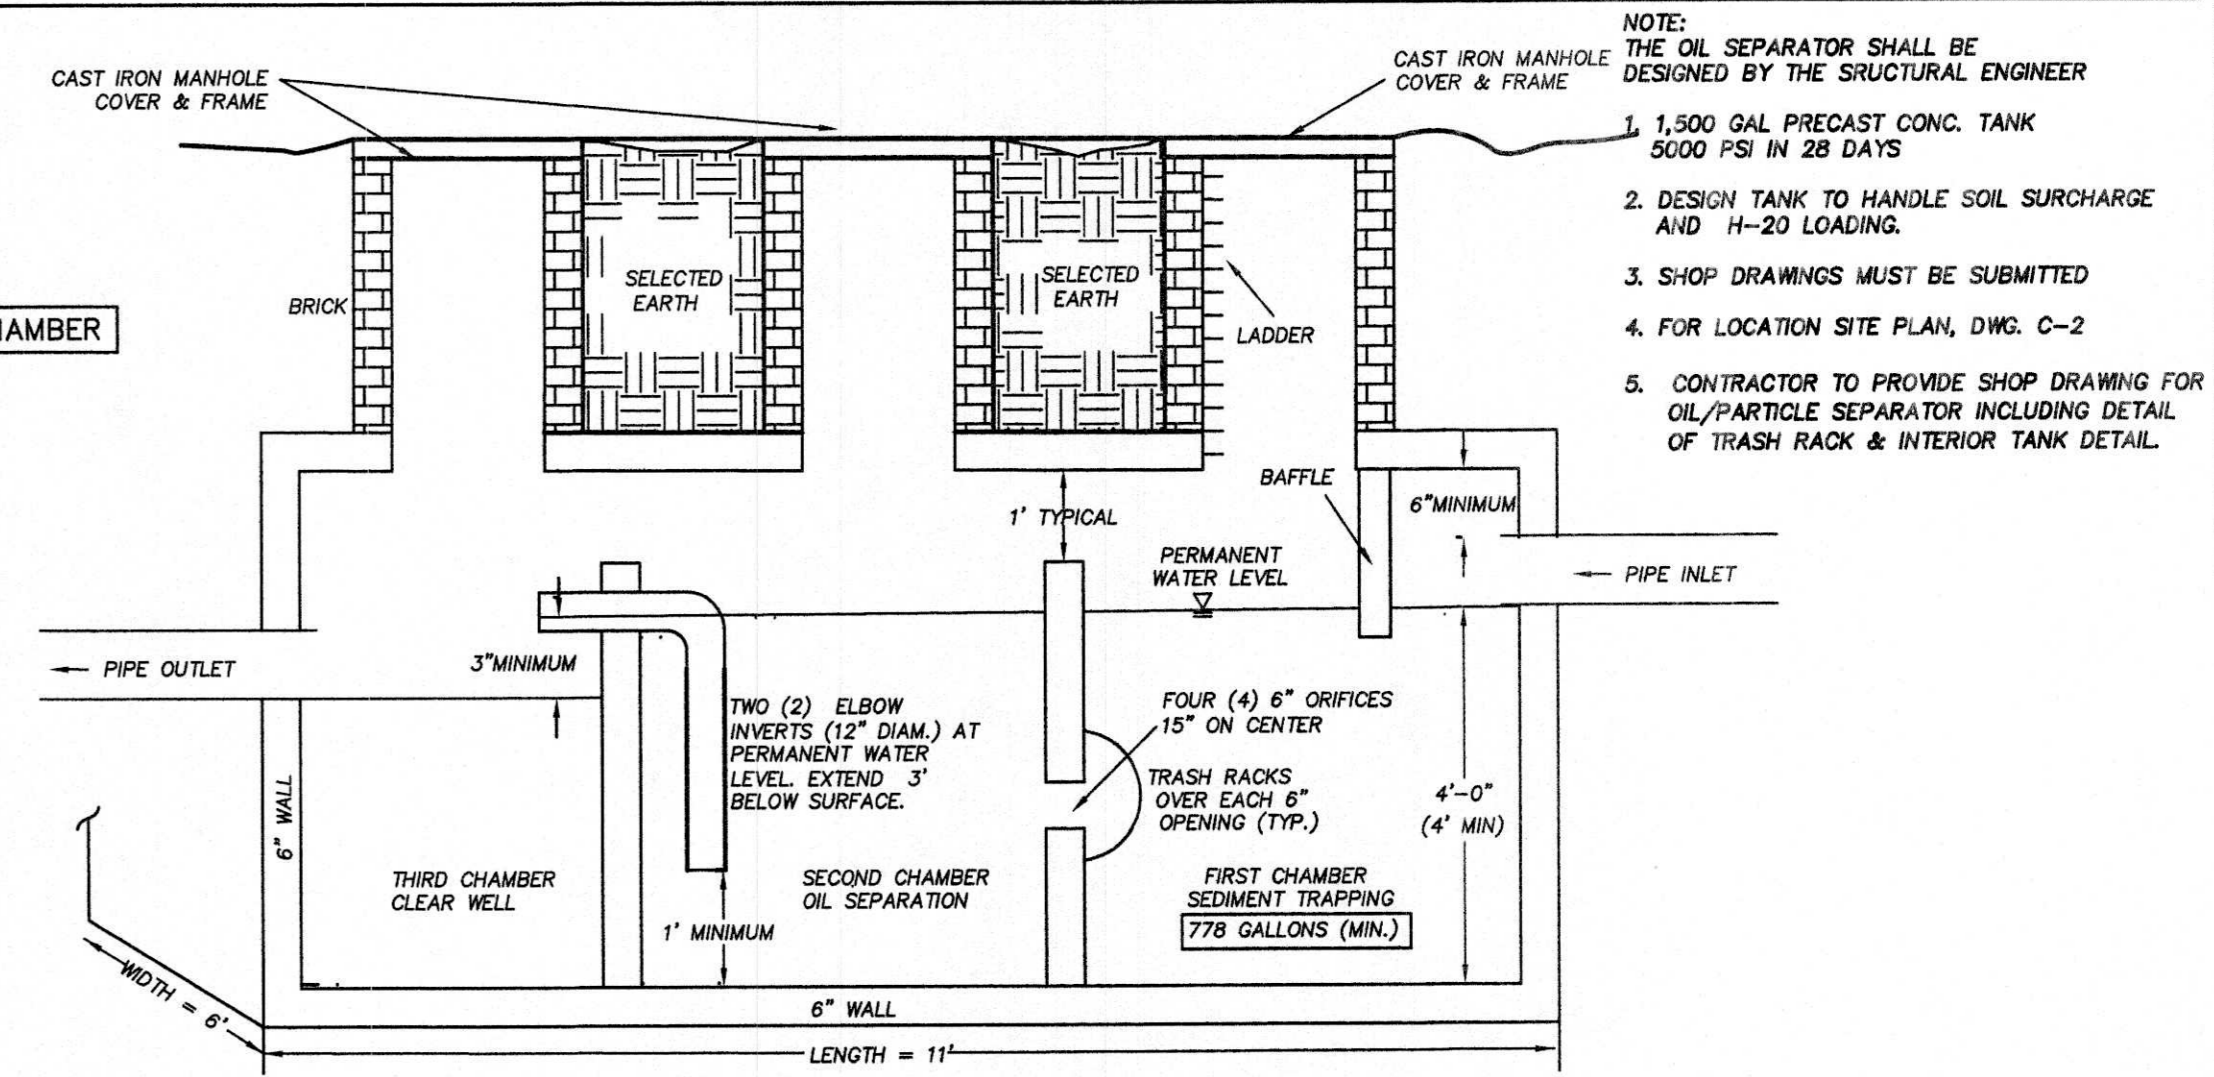 NOTE:
THE OIL SEPARATOR SHALL BE
DESIGNED BY THE SRUCTURAL ENGINEER
1. 1,500 GAL PRECAST CONC. TANK
5000 PSI IN 28 DAYS
2. DESIGN TANK TO HANDLE SOIL SURCHARGE
AND H-20 LOADING.
3. SHOP DRAWINGS MUST BE SUBMITTED
4. FOR LOCATION SITE PLAN, DWG. C-2
5. CONTRACTOR TO PROVIDE SHOP DRAWING FOR
OIL/PARTICLE SEPARATOR INCLUDING DETAIL
OF TRASH RACK & INTERIOR TANK DETAIL.
CAST IRON MANHOLE
COVER & FRAME
CAST IRON MANHOLE
COVER & FRAME
BRICK
SELECTED
EARTH
SELECTED
EARTH
LADDER
AMBER
BAFFLE
6" MINIMUM
1' TYPICAL
PERMANENT
WATER LEVEL
PIPE INLET
PIPE OUTLET
3" MINIMUM
TWO (2) ELBOW
INVERTS (12" DIAM.) AT
PERMANENT WATER
LEVEL. EXTEND 3'
BELOW SURFACE.
FOUR (4) 6" ORIFICES
15" ON CENTER
TRASH RACKS
OVER EACH 6"
OPENING (TYP.)
4'-0"
(4' MIN)
6" WALL
THIRD CHAMBER
CLEAR WELL
SECOND CHAMBER
OIL SEPARATION
FIRST CHAMBER
SEDIMENT TRAPPING
778 GALLONS (MIN.)
1' MINIMUM
WIDTH = 6'
6" WALL
LENGTH = 11'